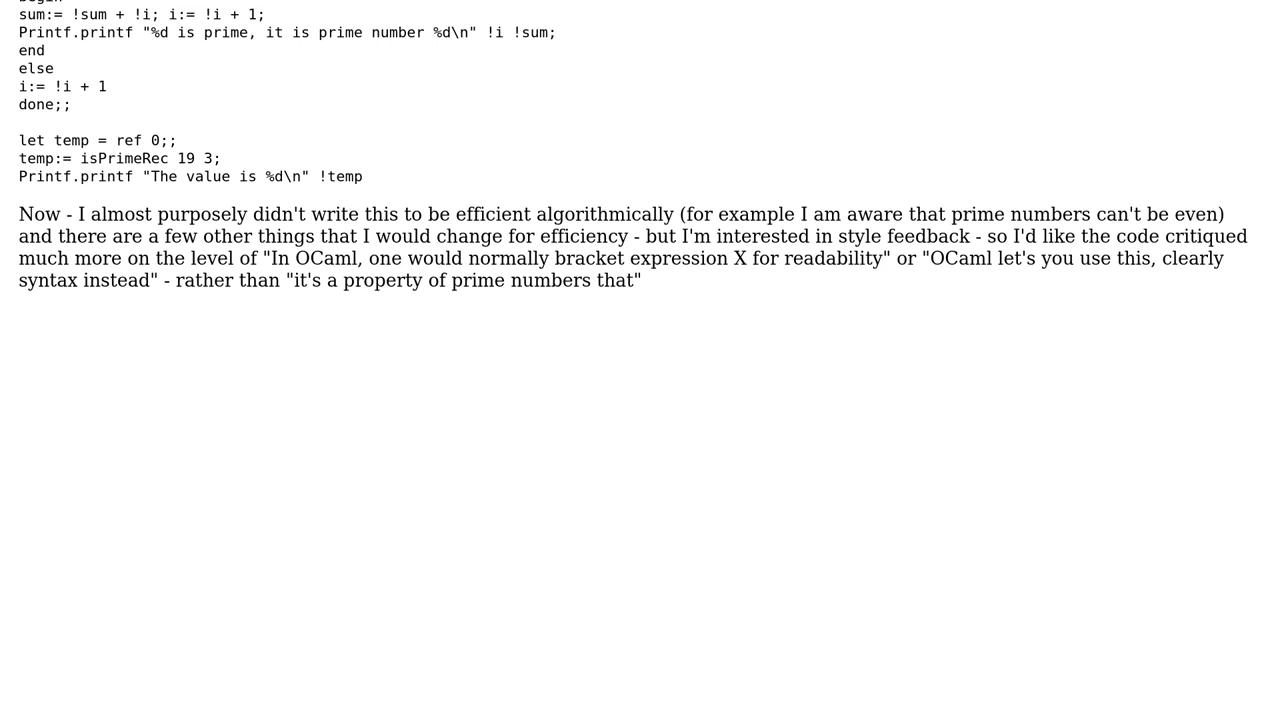 begin
sum:= !sum + !i; i:= !i + 1;
Printf.printf "%d is prime, it is prime number %d\n" !i !sum;
end
else
i:= !i + 1
done;;
let temp = ref 0;;
temp:= isPrimeRec 19 3;
Printf.printf "The value is %d\n" !temp
Now - I almost purposely didn't write this to be efficient algorithmically (for example I am aware that prime numbers can't be even)
and there are a few other things that I would change for efficiency - but I'm interested in style feedback - so I'd like the code critiqued
much more on the level of "In OCaml, one would normally bracket expression X for readability" or "OCaml let's you use this, clearly
syntax instead" - rather than "it's a property of prime numbers that"